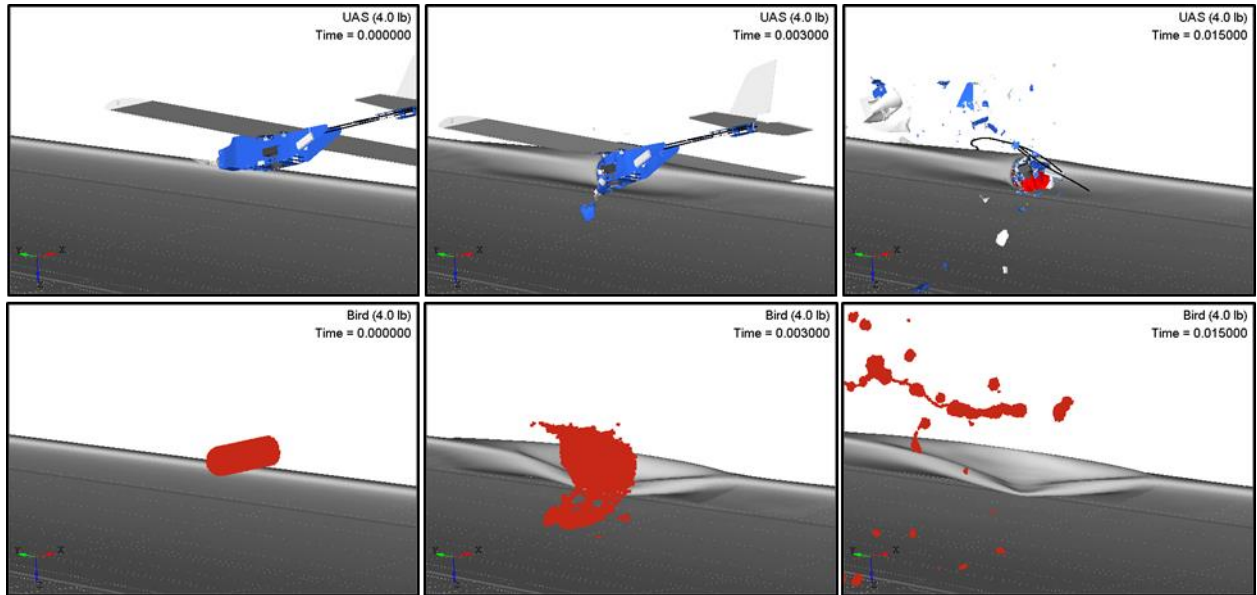 UAS (4.0 lb)
Time = 0.000000
UAS (4.0 lb)
Time = 0.003000
UAS (4.0 lb)
Time = 0.015000
Y X
Z
Y X
Z
Y X
Z
Bird (4.0 lb)
Time = 0.000000
Bird (4.0 lb)
Time = 0.003000
Bird (4.0 lb)
Time = 0.015000
Y X
Z
Y X
Z
Y X
Z